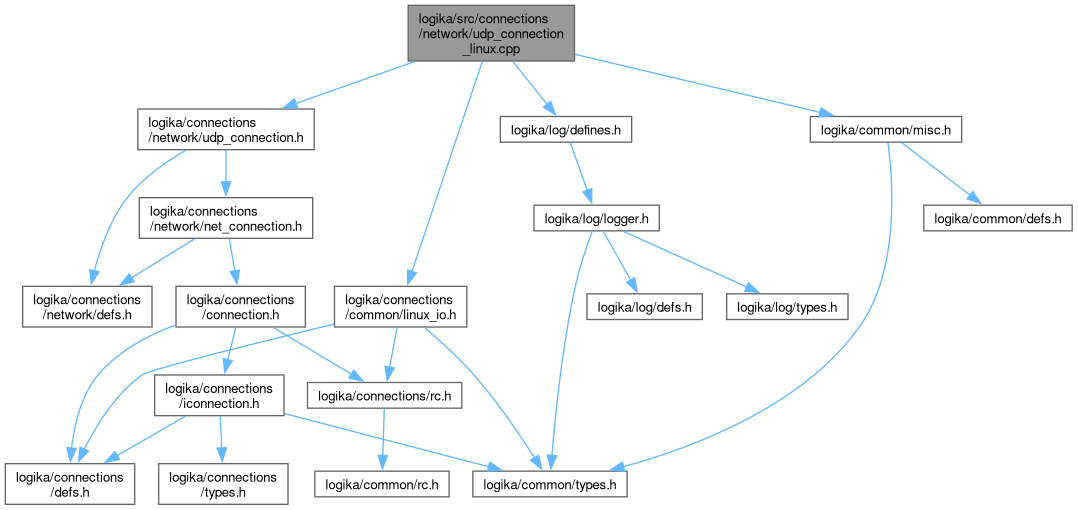 logika/src/connections
/network/udp_connection
_linux.cpp
logika/connections
/network/udp_connection.h
logika/log/defines.h
logika/common/misc.h
logika/connections
/network/net_connection.h
logika/log/logger.h
logika/common/defs.h
logika/connections
/network/defs.h
logika/connections
/connection.h
logika/connections
/common/linux_io.h
logika/log/defs.h
logika/log/types.h
logika/connections
/iconnection.h
logika/connections/rc.h
logika/connections
/defs.h
logika/connections
/types.h
logika/common/rc.h
logika/common/types.h